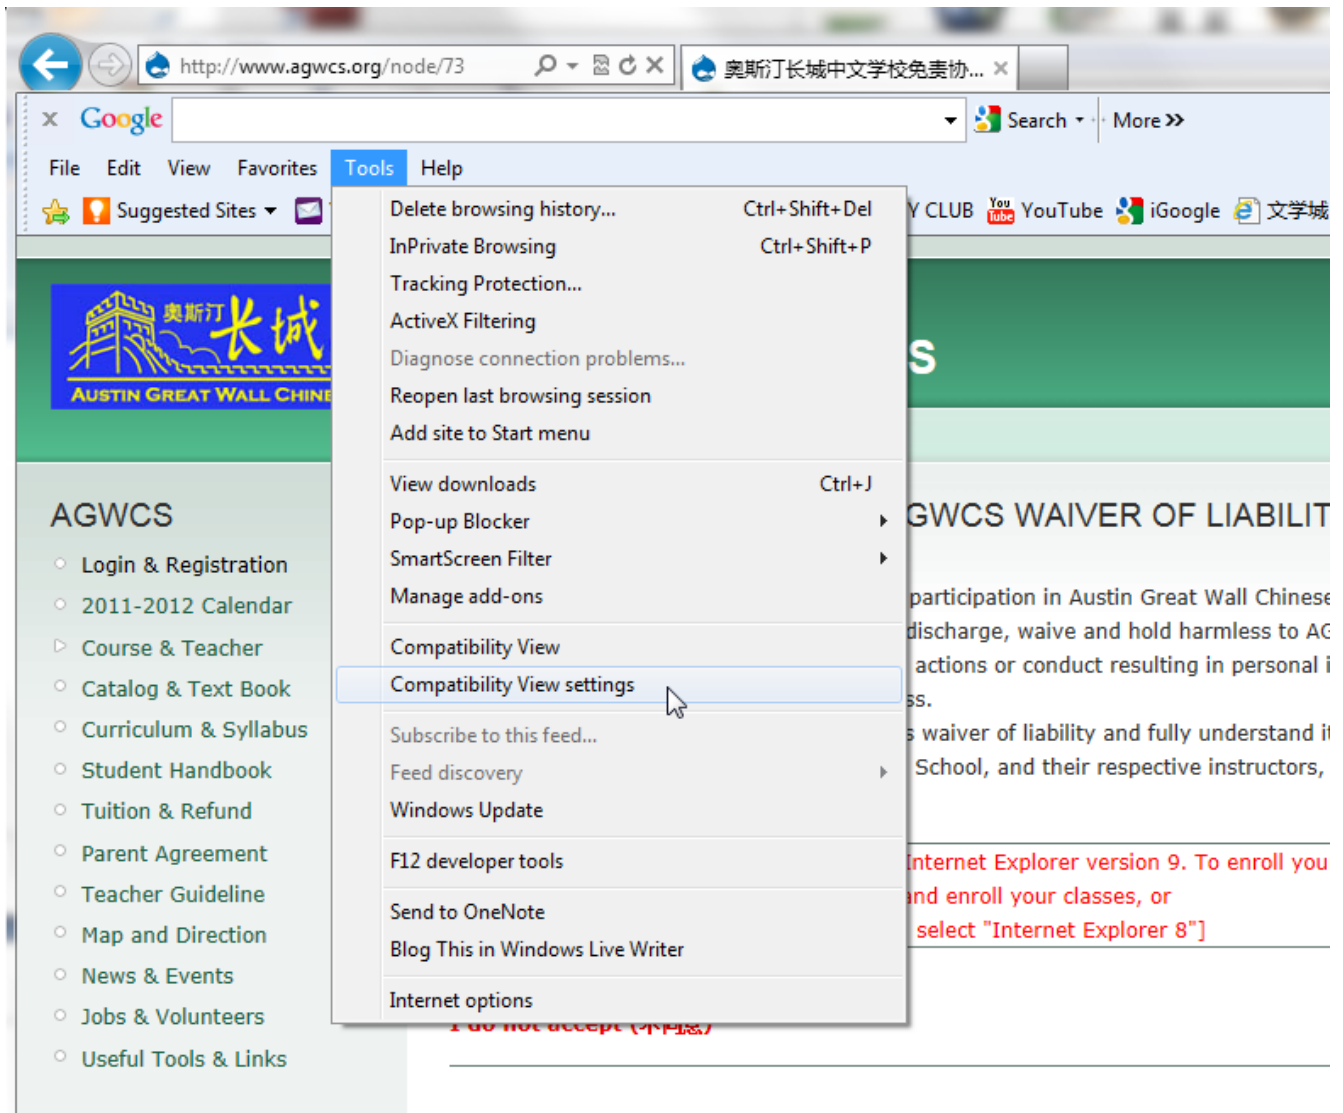 http://www.agwcs.org/node/73
奥斯汀长城中文学校免责协...
Google
Search
More
File Edit View Favorites Tools Help
Suggested Sites
Y CLUB
YouTube
iGoogle
文学城
Delete browsing history... Ctrl+Shift+Del
InPrivate Browsing Ctrl+Shift+P
Tracking Protection...
ActiveX Filtering
Diagnose connection problems...
Reopen last browsing session
Add site to Start menu
View downloads Ctrl+J
Pop-up Blocker
SmartScreen Filter
Manage add-ons
Compatibility View
Compatibility View settings
Subscribe to this feed...
Feed discovery
Windows Update
F12 developer tools
Send to OneNote
Blog This in Windows Live Writer
Internet options
奥斯汀长城
AUSTIN GREAT WALL CHINE
S
AGWCS
Login & Registration
2011-2012 Calendar
Course & Teacher
Catalog & Text Book
Curriculum & Syllabus
Student Handbook
Tuition & Refund
Parent Agreement
Teacher Guideline
Map and Direction
News & Events
Jobs & Volunteers
Useful Tools & Links
GWCS WAIVER OF LIABILIT
participation in Austin Great Wall Chinese
discharge, waive and hold harmless to AG
actions or conduct resulting in personal i
ss.
s waiver of liability and fully understand it
School, and their respective instructors,
Internet Explorer version 9. To enroll you
and enroll your classes, or
select "Internet Explorer 8"]
I do not accept (不同意)